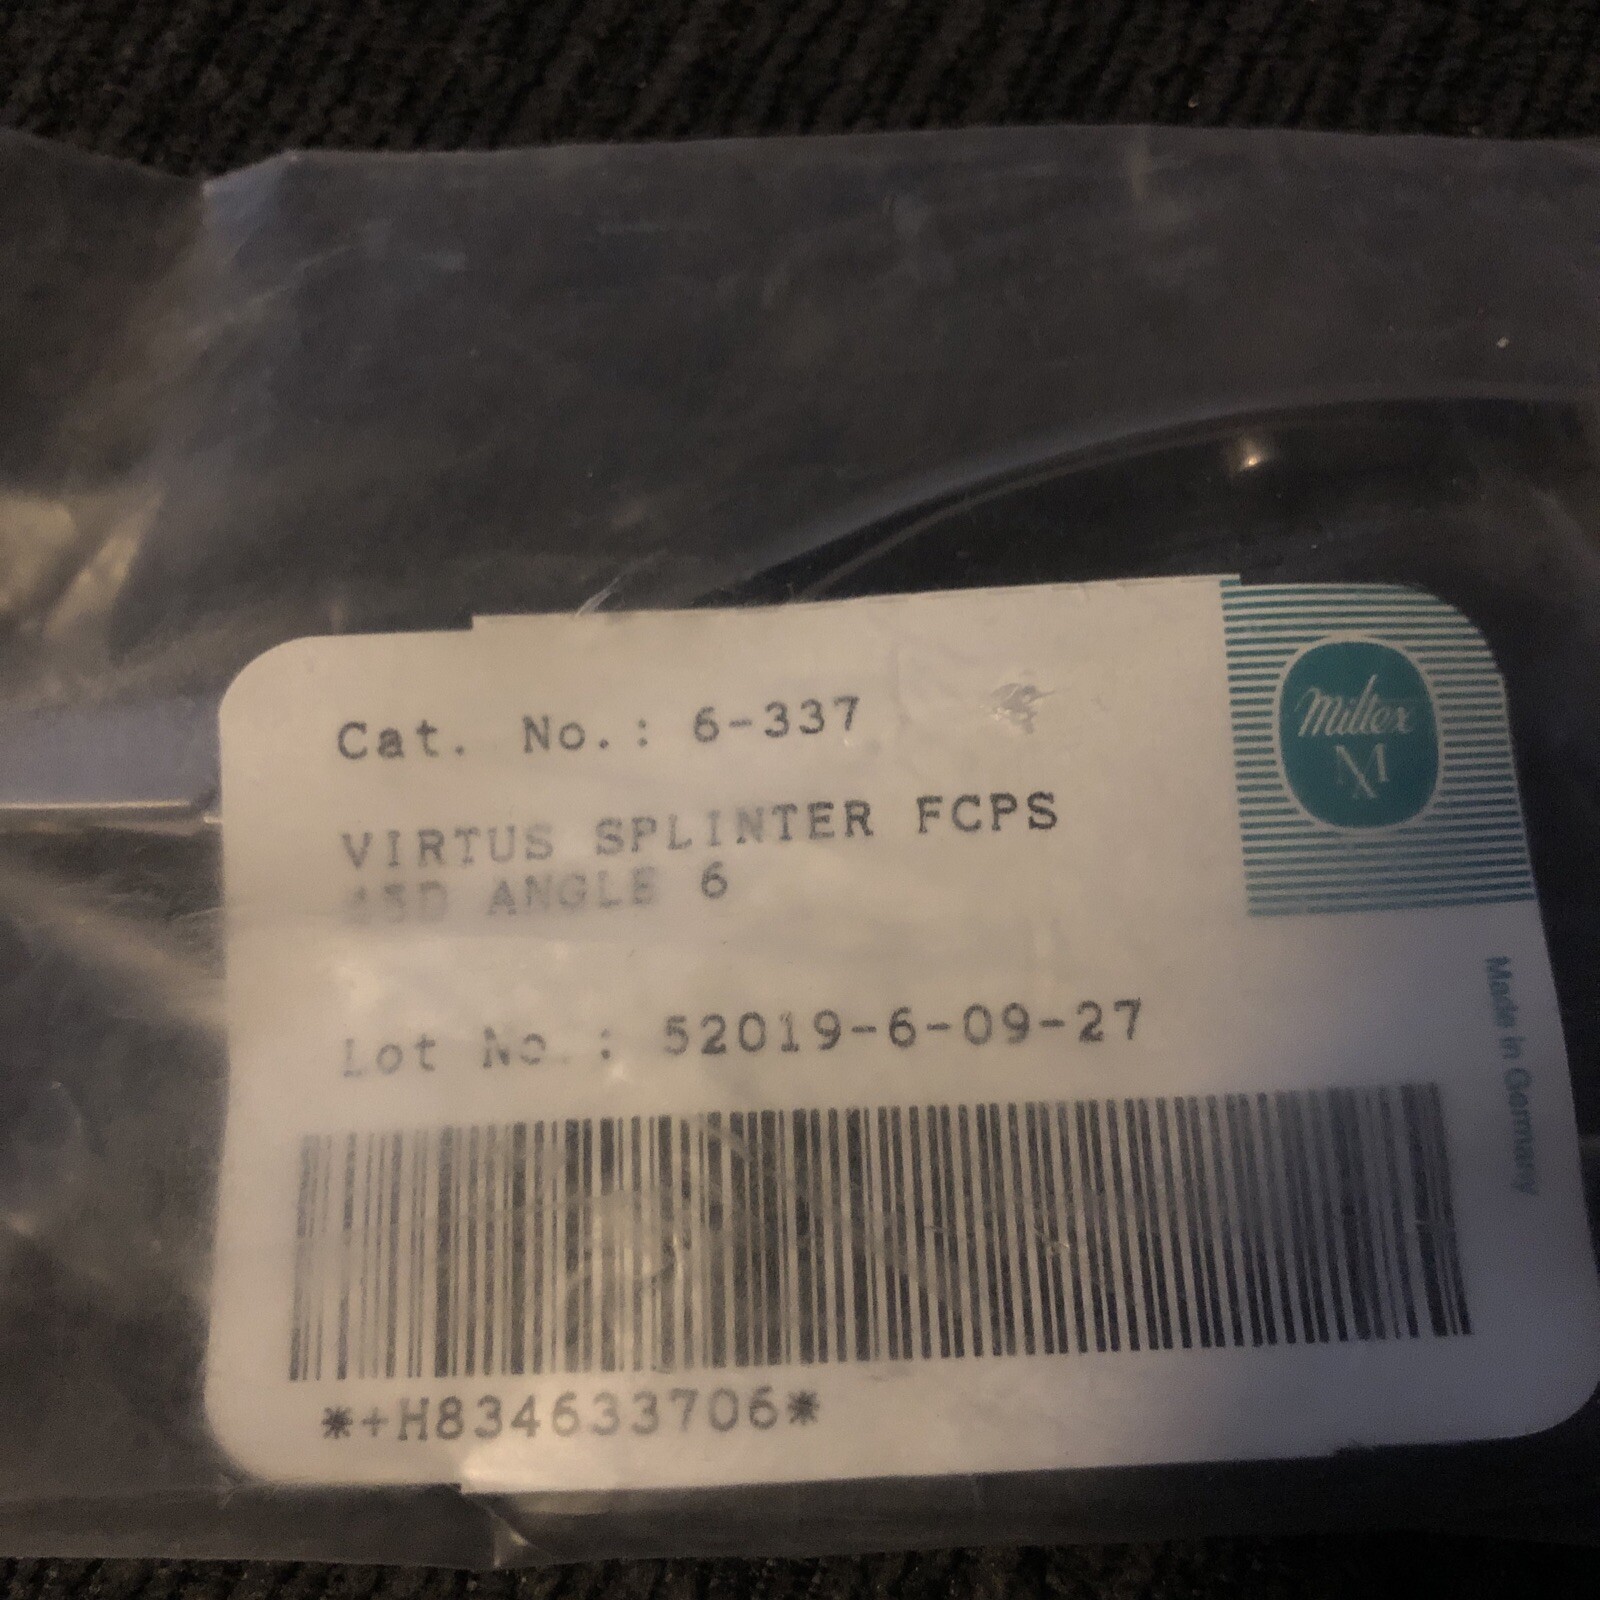 Cat. No.: 6-337
Miltex
M
VIRTUS SPLINTER FCPS
45D ANGLE 6
Lot No.: 52019-6-09-27
Made in Germany
*+H834633706*